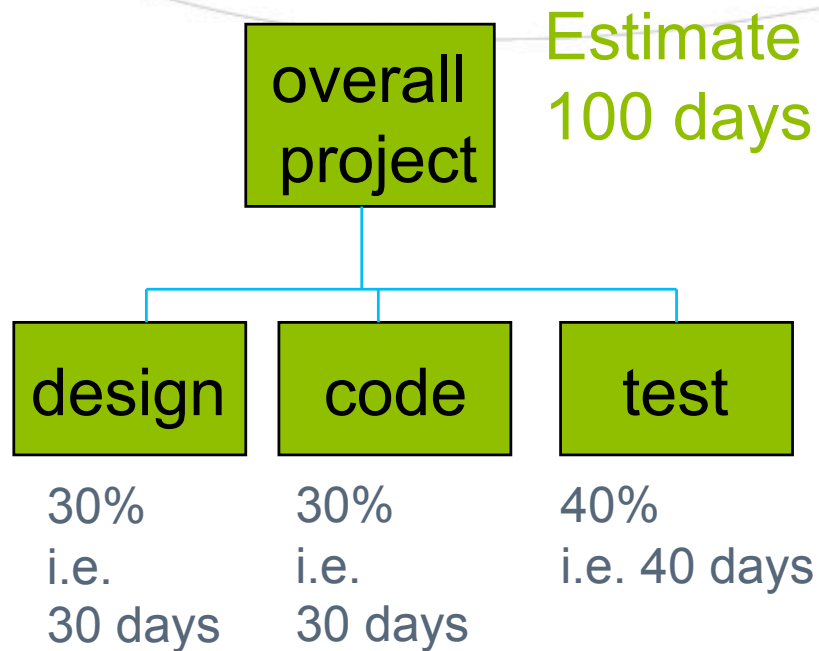 overall
project
Estimate
100 days
design
code
test
30%
i.e.
30 days
30%
i.e.
30 days
40%
i.e. 40 days